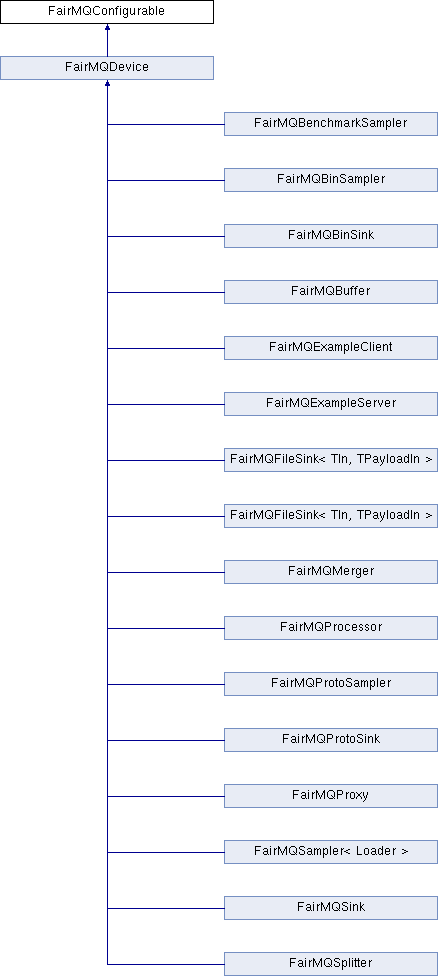 FairMQConfigurable
FairMQDevice
FairMQBenchmarkSampler
FairMQBinSampler
FairMQBinSink
FairMQBuffer
FairMQExampleClient
FairMQExampleServer
FairMQFileSink< TIn, TPayloadIn >
FairMQFileSink< TIn, TPayloadIn >
FairMQMerger
FairMQProcessor
FairMQProtoSampler
FairMQProtoSink
FairMQProxy
FairMQSampler< Loader >
FairMQSink
FairMQSplitter